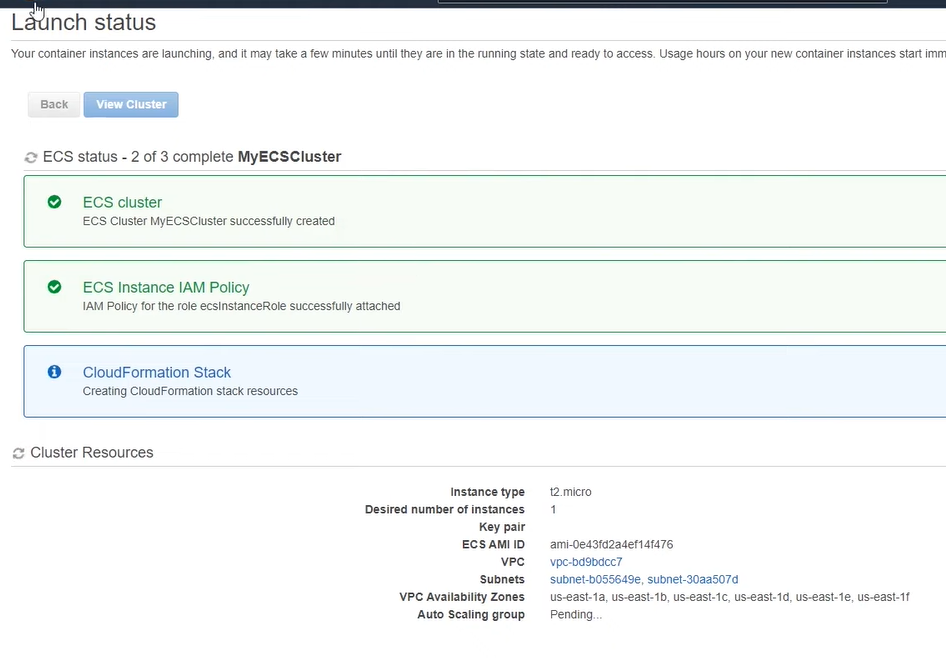 Launch status
Your container instances are launching, and it may take a few minutes until they are in the running state and ready to access. Usage hours on your new container instances start imm
Back View Cluster
ECS status - 2 of 3 complete MyECSCluster
ECS cluster
ECS Cluster MyECSCluster successfully created
ECS Instance IAM Policy
IAM Policy for the role ecsInstanceRole successfully attached
CloudFormation Stack
Creating CloudFormation stack resources
Cluster Resources
Instance type t2.micro
Desired number of instances 1
Key pair
ECS AMI ID ami-0e43fd2a4ef14f476
VPC vpc-bd9bdcc7
Subnets subnet-b055649e, subnet-30aa507d
VPC Availability Zones us-east-1a, us-east-1b, us-east-1c, us-east-1d, us-east-1e, us-east-1f
Auto Scaling group Pending...